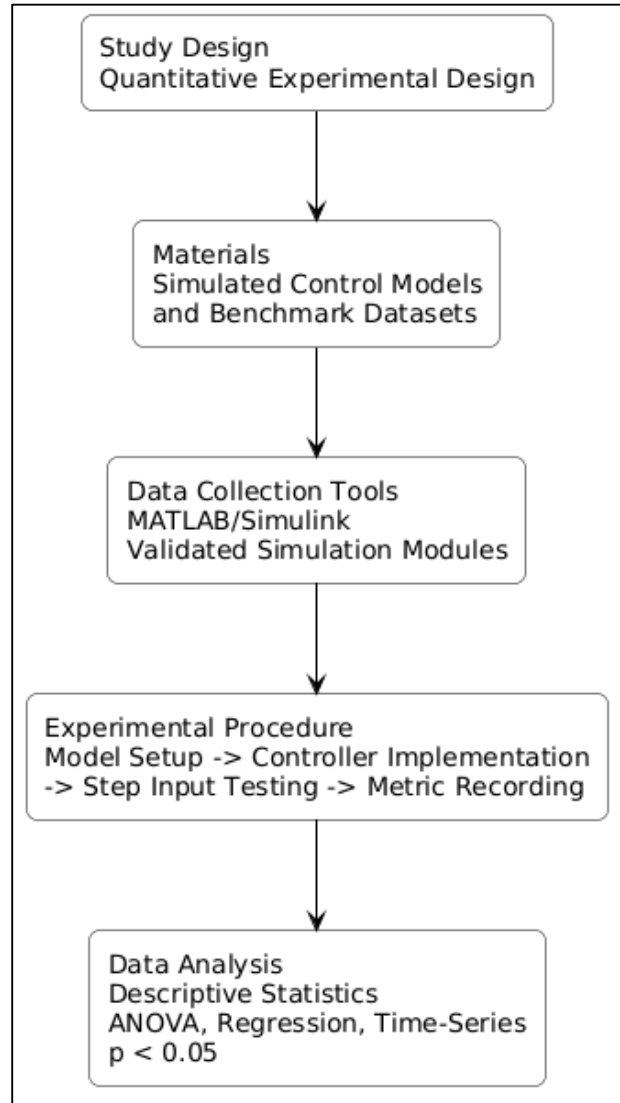 Study Design
Quantitative Experimental Design
Materials
Simulated Control Models
and Benchmark Datasets
Data Collection Tools
MATLAB/Simulink
Validated Simulation Modules
Experimental Procedure
Model Setup -> Controller Implementation
-> Step Input Testing -> Metric Recording
Data Analysis
Descriptive Statistics
ANOVA, Regression, Time-Series
p < 0.05